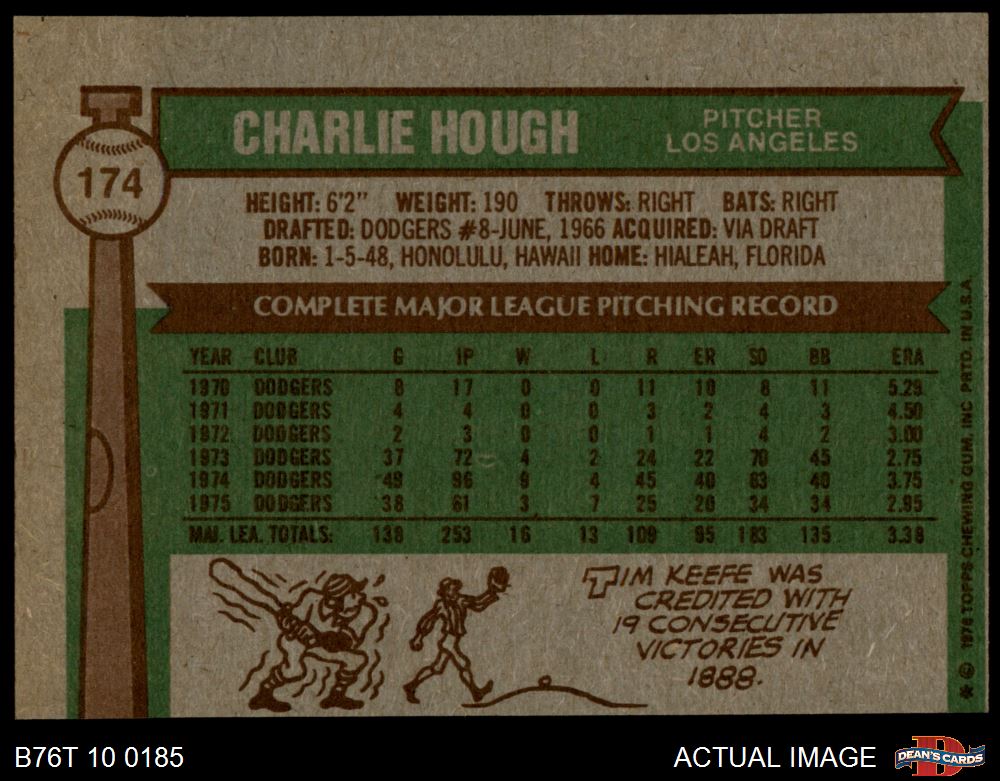 174
CHARLIE HOUGH
PITCHER
LOS ANGELES
HEIGHT: 6'2" WEIGHT: 190 THROWS: RIGHT BATS: RIGHT
DRAFTED: DODGERS #8-JUNE, 1966 ACQUIRED: VIA DRAFT
BORN: 1-5-48, HONOLULU, HAWAII HOME: HIALEAH, FLORIDA
COMPLETE MAJOR LEAGUE PITCHING RECORD
YEAR CLUB G IP W L R ER SO BB ERA
1970 DODGERS 8 17 0 0 11 10 8 11 5.29
1971 DODGERS 4 4 0 0 3 2 4 3 4.50
1972 DODGERS 2 3 0 0 1 1 4 2 3.00
1973 DODGERS 37 72 4 2 24 22 70 45 2.75
1974 DODGERS 49 96 9 4 45 40 63 40 3.75
1975 DODGERS 38 61 3 7 25 20 34 34 2.95
MAJ. LEA. TOTALS: 138 253 16 13 109 95 183 135 3.38
TIM KEEFE WAS
CREDITED WITH
19 CONSECUTIVE
VICTORIES IN
1888.
* © 1976 TOPPS CHEWING GUM, INC PRTD. IN U.S.A.
B76T 10 0185
ACTUAL IMAGE
D
DEAN'S CARDS